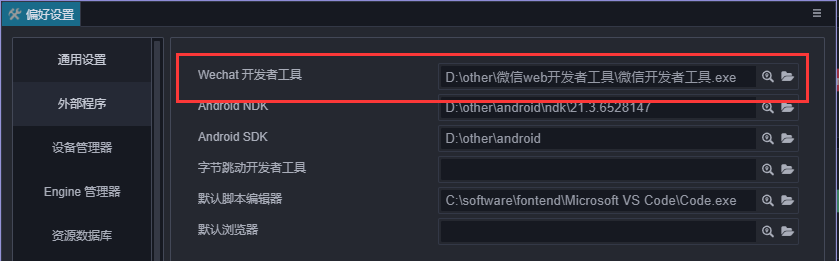 偏好设置
通用设置
外部程序
设备管理器
Engine 管理器
资源数据库
Wechat 开发者工具 D:\other\微信web开发者工具\微信开发者工具.exe
Android NDK D:\other\android\ndk\21.3.6528147
Android SDK D:\other\android
字节跳动开发者工具
默认脚本编辑器 C:\software\fontend\Microsoft VS Code\Code.exe
默认浏览器